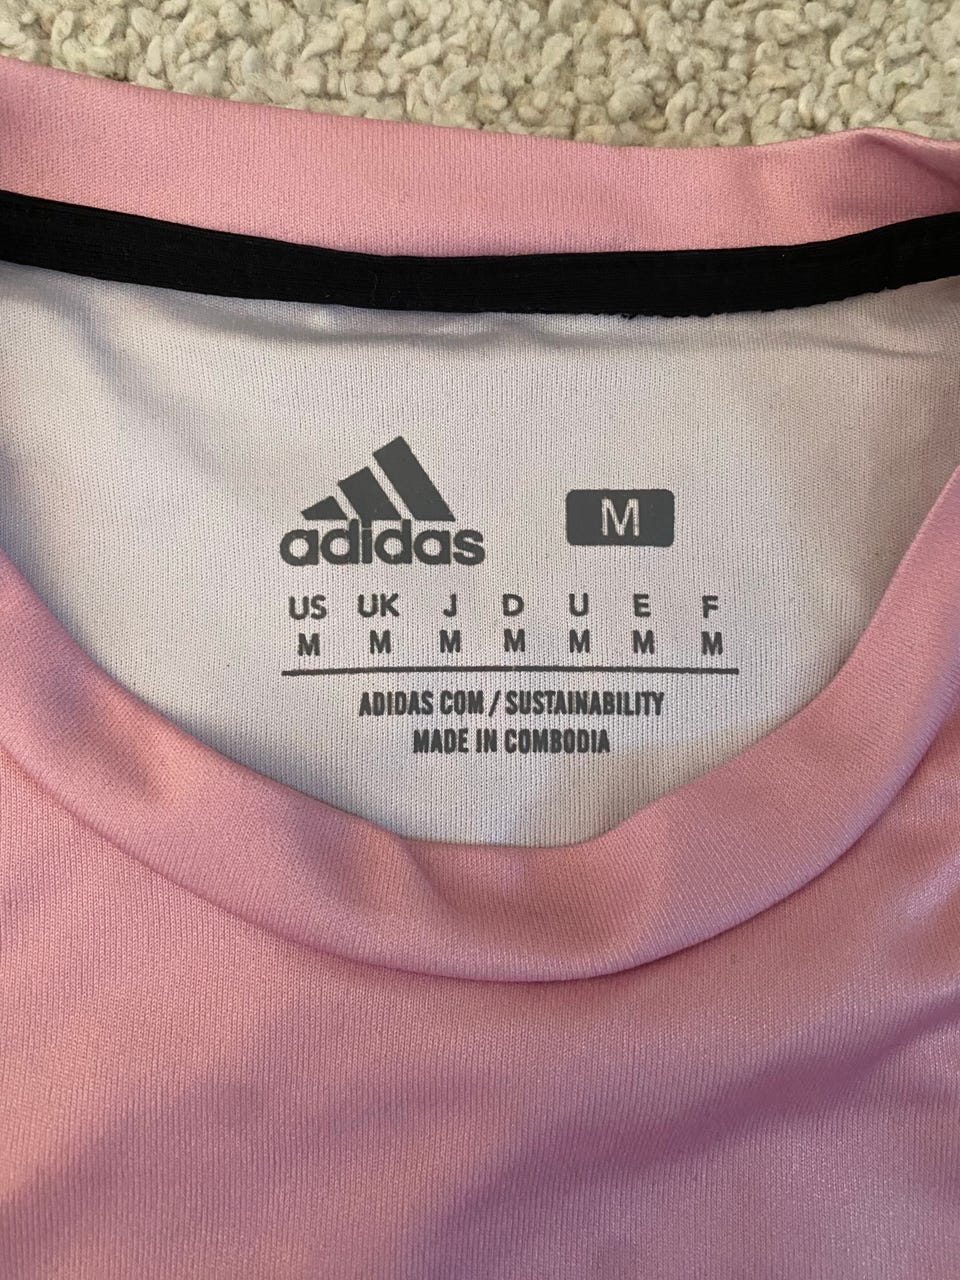 adidas
M
US UK J D U E F
M M M M M M M
ADIDAS COM / SUSTAINABILITY
MADE IN COMBODIA